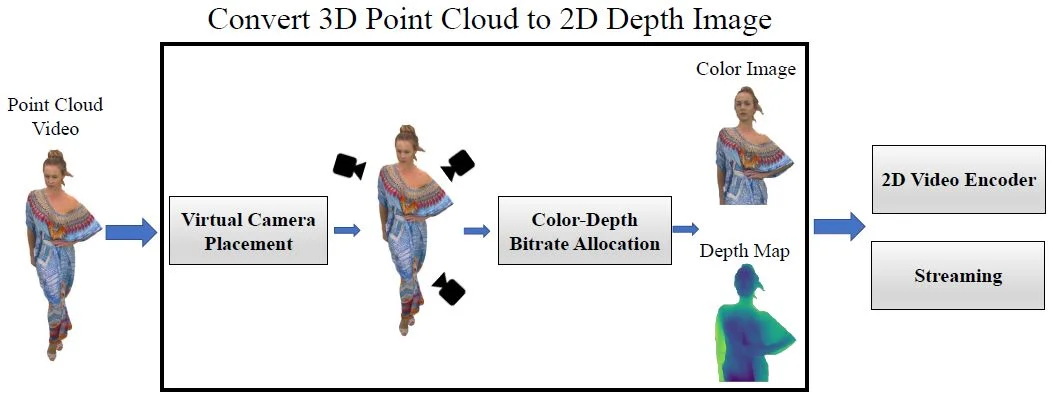 Convert 3D Point Cloud to 2D Depth Image
Point Cloud
Video
Virtual Camera
Placement
Color-Depth
Bitrate Allocation
Color Image
Depth Map
2D Video Encoder
Streaming